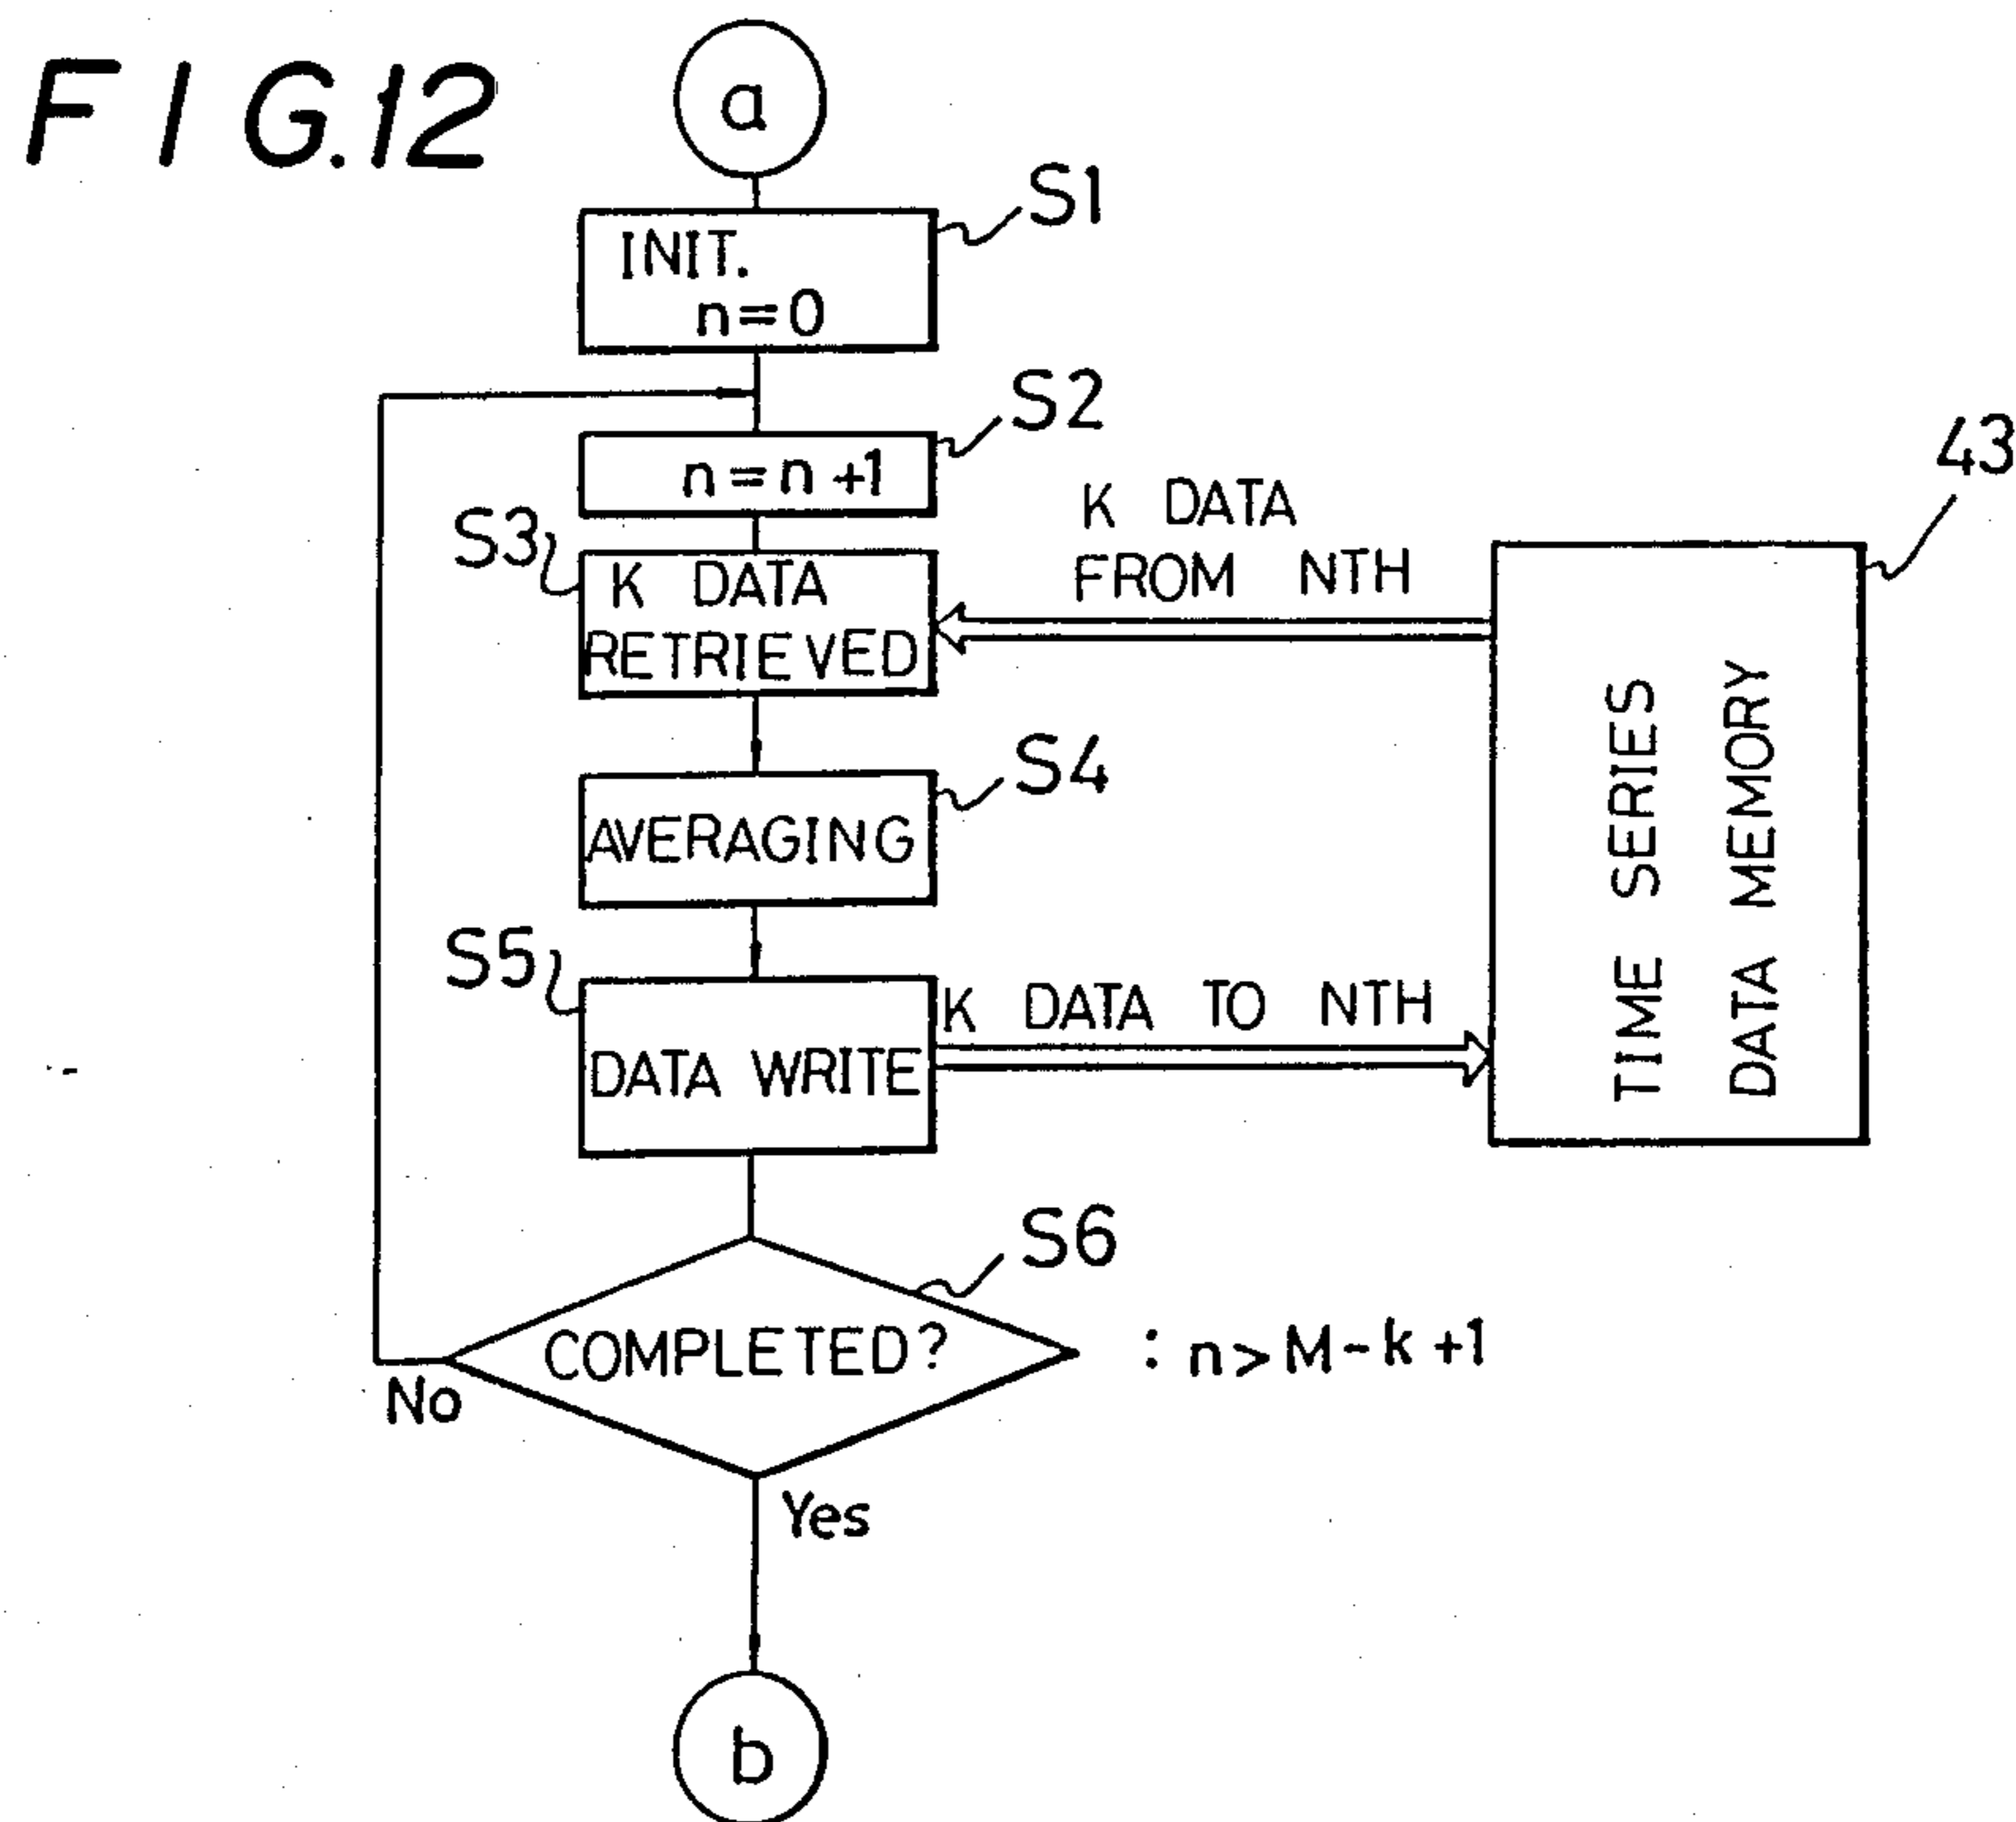 FIG.12
a
S1
INIT.
n=0
S2
n=n+1
43
K DATA
FROM NTH
S3
K DATA
RETRIEVED
S4
AVERAGING
TIME SERIES
DATA MEMORY
S5
K DATA TO NTH
DATA WRITE
S6
COMPLETED?
: n>M-k+1
No
Yes
b